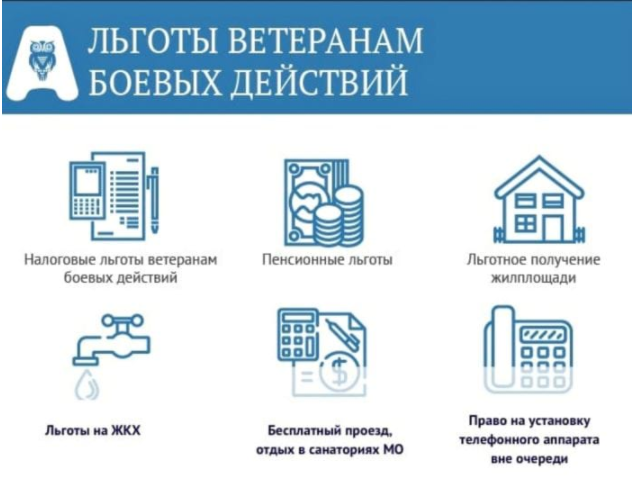 ЛЬГОТЫ ВЕТЕРАНАМ
БОЕВЫХ ДЕЙСТВИЙ
Налоговые льготы ветеранам
боевых действий
Пенсионные льготы
Льготное получение
жилплощади
Льготы на ЖКХ
Бесплатный проезд,
отдых в санаториях МО
Право на установку
телефонного аппарата
вне очереди